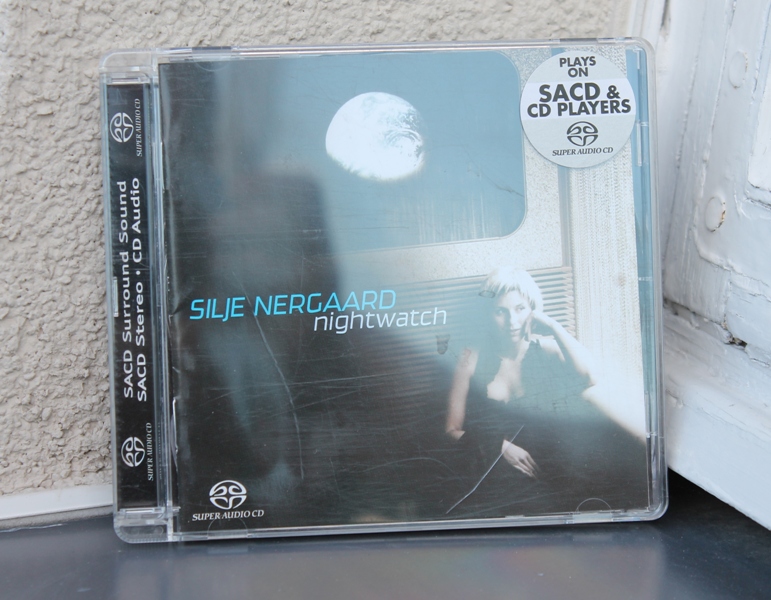 PLAYS
ON
SACD &
CD PLAYERS
SUPER AUDIO CD
SUPER AUDIO CD
SACD Surround Sound
SACD Stereo • CD Audio
SUPER AUDIO CD
SILJE NERGAARD
nightwatch
SUPER AUDIO CD